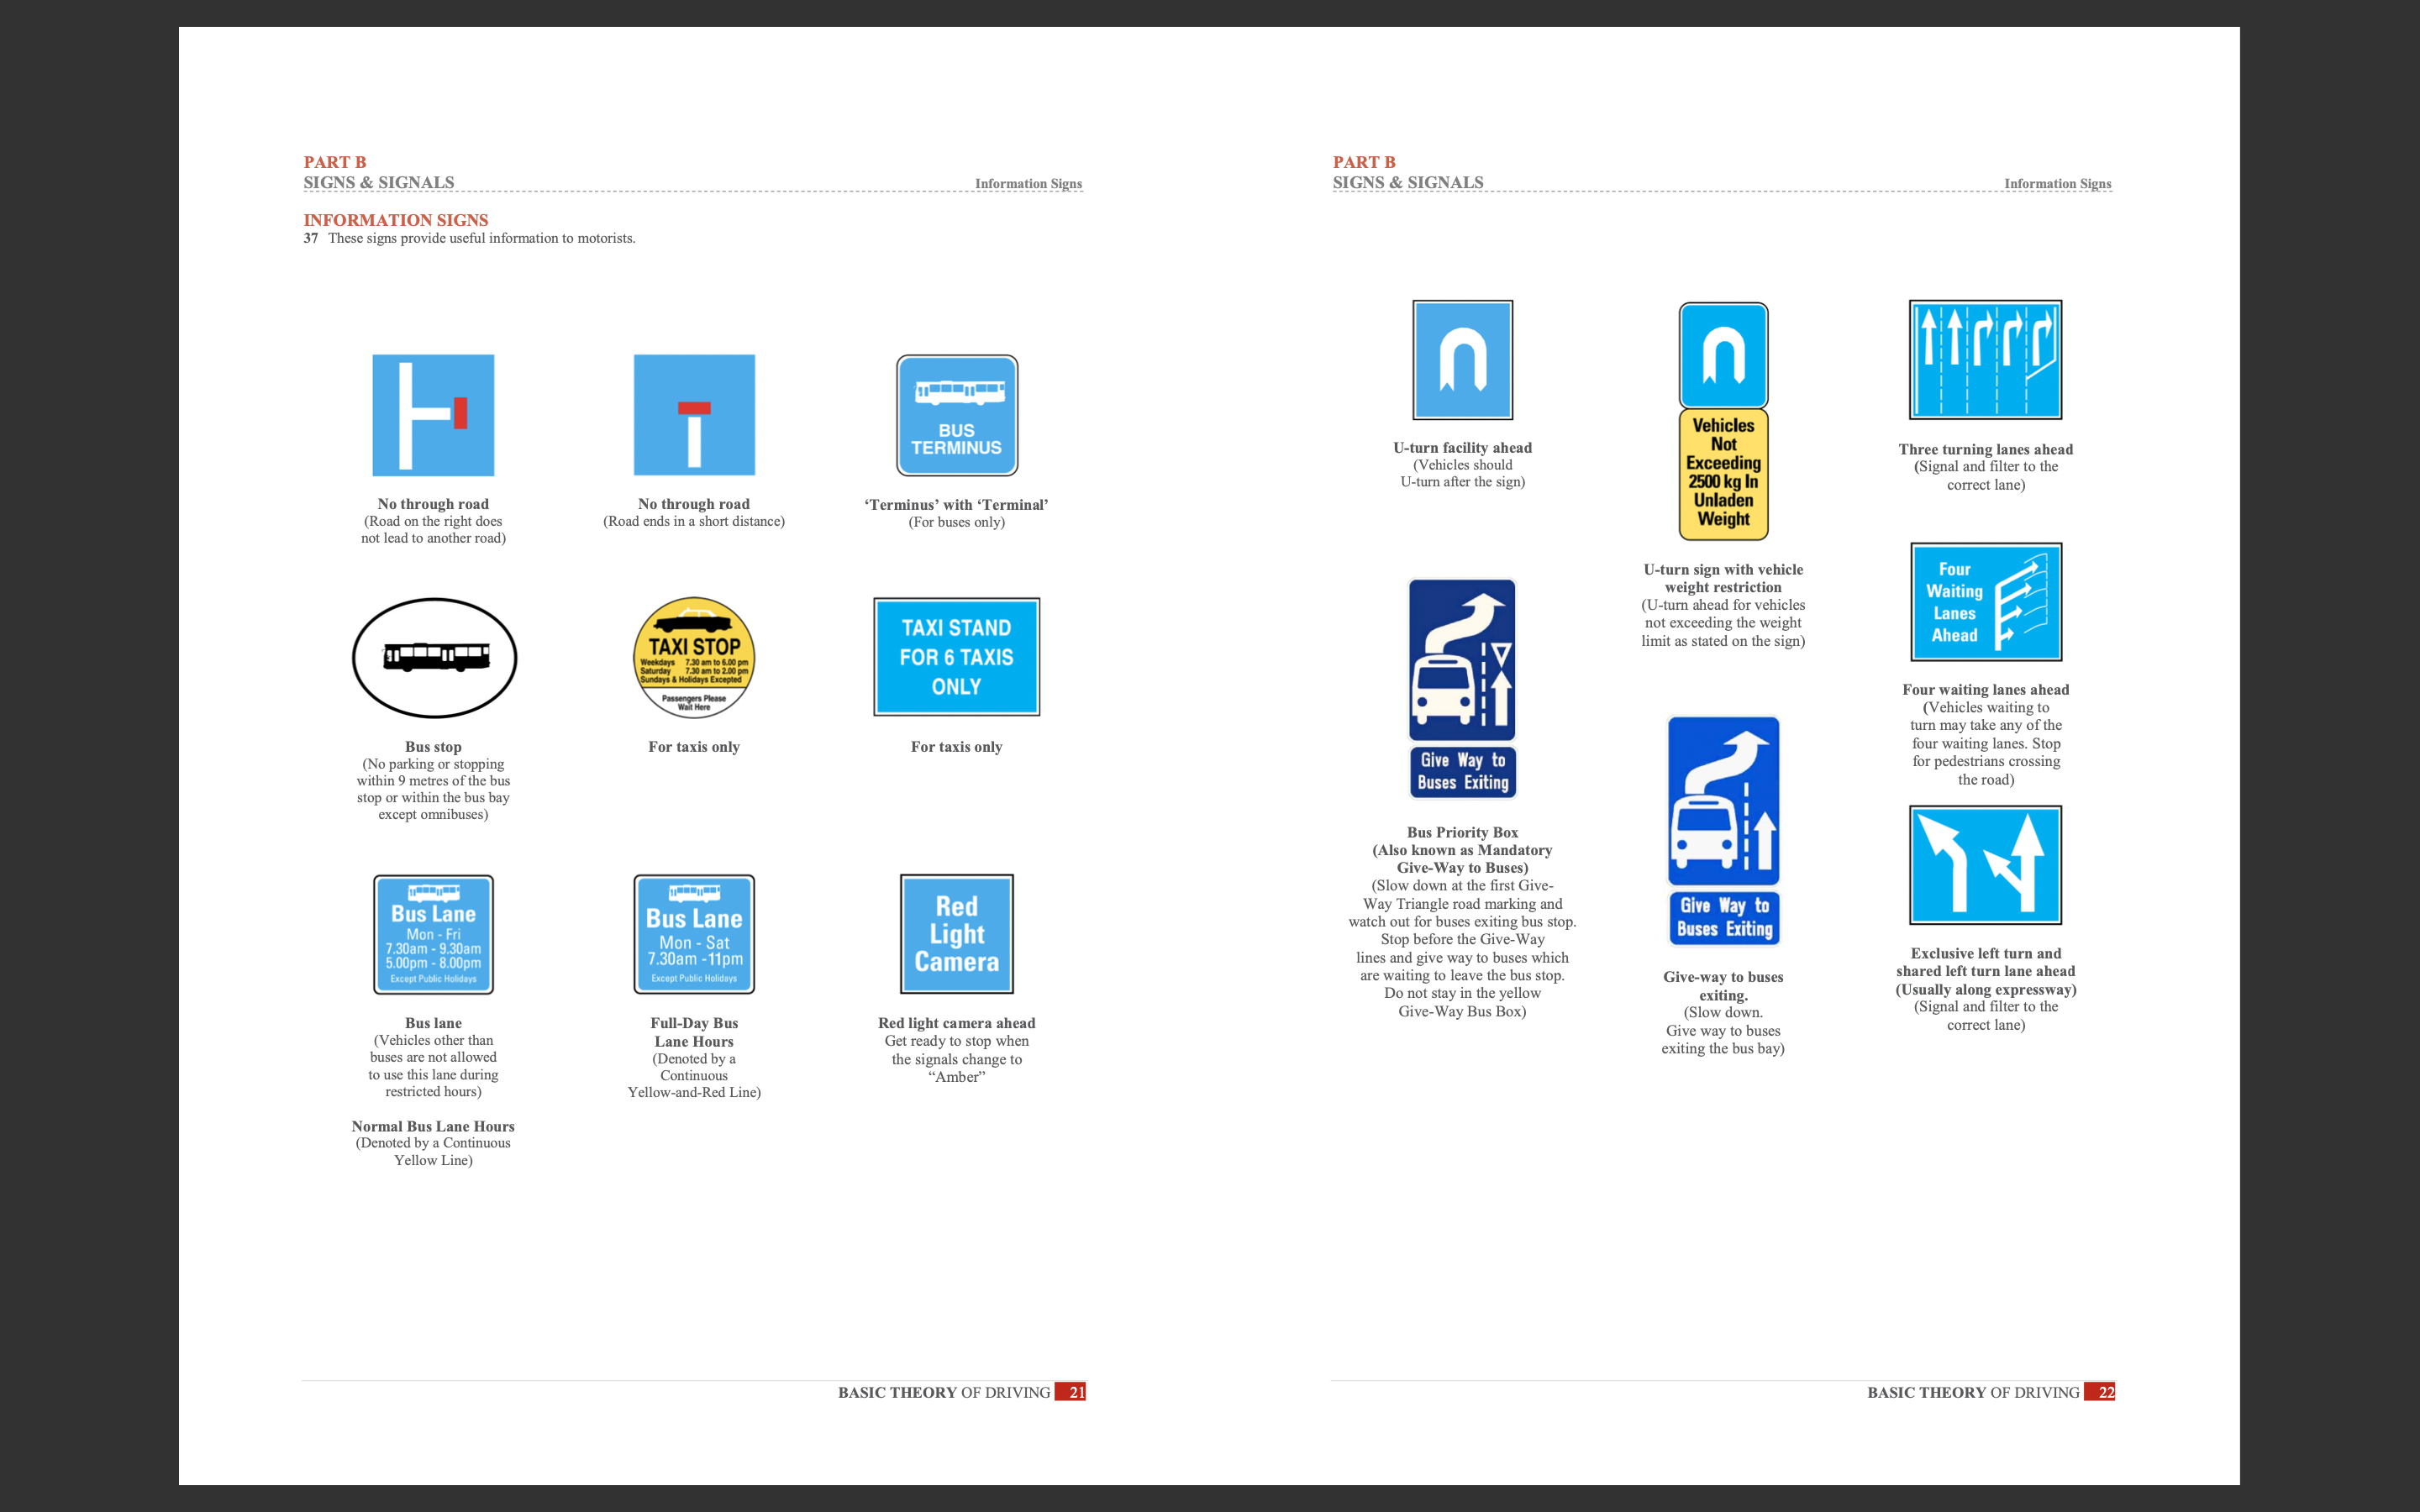 PART B
SIGNS & SIGNALS
Information Signs
INFORMATION SIGNS
37 These signs provide useful information to motorists.
No through road
(Road on the right does
not lead to another road)
No through road
(Road ends in a short distance)
BUS
TERMINUS
‘Terminus’ with ‘Terminal’
(For buses only)
Bus stop
(No parking or stopping
within 9 metres of the bus
stop or within the bus bay
except omnibuses)
TAXI STOP
Weekdays 7.30 am to 6.00 pm
Saturday 7.30 am to 2.00 pm
Sundays & Holidays Excepted
Passengers Please
Wait Here
For taxis only
TAXI STAND
FOR 6 TAXIS
ONLY
For taxis only
Bus Lane
Mon - Fri
7.30am - 9.30am
5.00pm - 8.00pm
Except Public Holidays
Bus lane
(Vehicles other than
buses are not allowed
to use this lane during
restricted hours)
Normal Bus Lane Hours
(Denoted by a Continuous
Yellow Line)
Bus Lane
Mon - Sat
7.30am -11pm
Except Public Holidays
Full-Day Bus
Lane Hours
(Denoted by a
Continuous
Yellow-and-Red Line)
Red
Light
Camera
Red light camera ahead
Get ready to stop when
the signals change to
“Amber”
BASIC THEORY OF DRIVING 21
PART B
SIGNS & SIGNALS
Information Signs
U-turn facility ahead
(Vehicles should
U-turn after the sign)
Give Way to
Buses Exiting
Bus Priority Box
(Also known as Mandatory
Give-Way to Buses)
(Slow down at the first Give-
Way Triangle road marking and
watch out for buses exiting bus stop.
Stop before the Give-Way
lines and give way to buses which
are waiting to leave the bus stop.
Do not stay in the yellow
Give-Way Bus Box)
Vehicles
Not
Exceeding
2500 kg In
Unladen
Weight
U-turn sign with vehicle
weight restriction
(U-turn ahead for vehicles
not exceeding the weight
limit as stated on the sign)
Give Way to
Buses Exiting
Give-way to buses
exiting.
(Slow down.
Give way to buses
exiting the bus bay)
Three turning lanes ahead
(Signal and filter to the
correct lane)
Four
Waiting
Lanes
Ahead
Four waiting lanes ahead
(Vehicles waiting to
turn may take any of the
four waiting lanes. Stop
for pedestrians crossing
the road)
Exclusive left turn and
shared left turn lane ahead
(Usually along expressway)
(Signal and filter to the
correct lane)
BASIC THEORY OF DRIVING 22